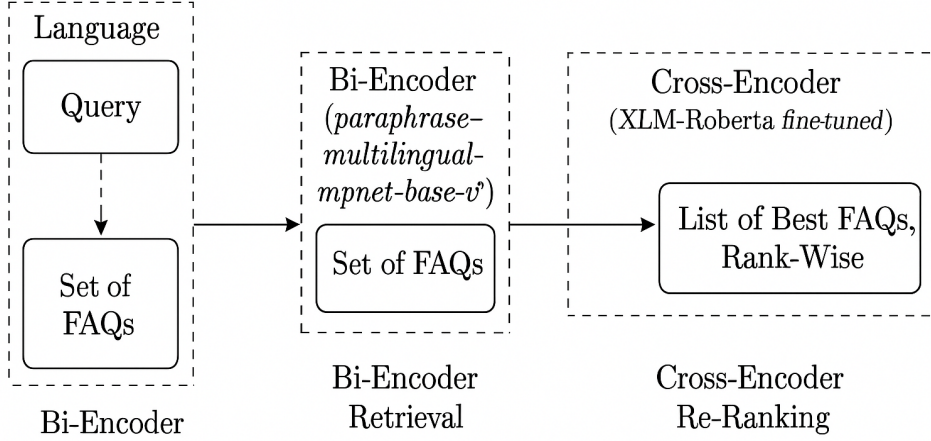 Language
Query
Set of
FAQs
Bi-Encoder
Bi-Encoder
(paraphrase–
multilingual-
mpnet-base-v)
Set of FAQs
Bi-Encoder
Retrieval
Cross-Encoder
(XLM-Roberta fine-tuned)
List of Best FAQs,
Rank-Wise
Cross-Encoder
Re-Ranking